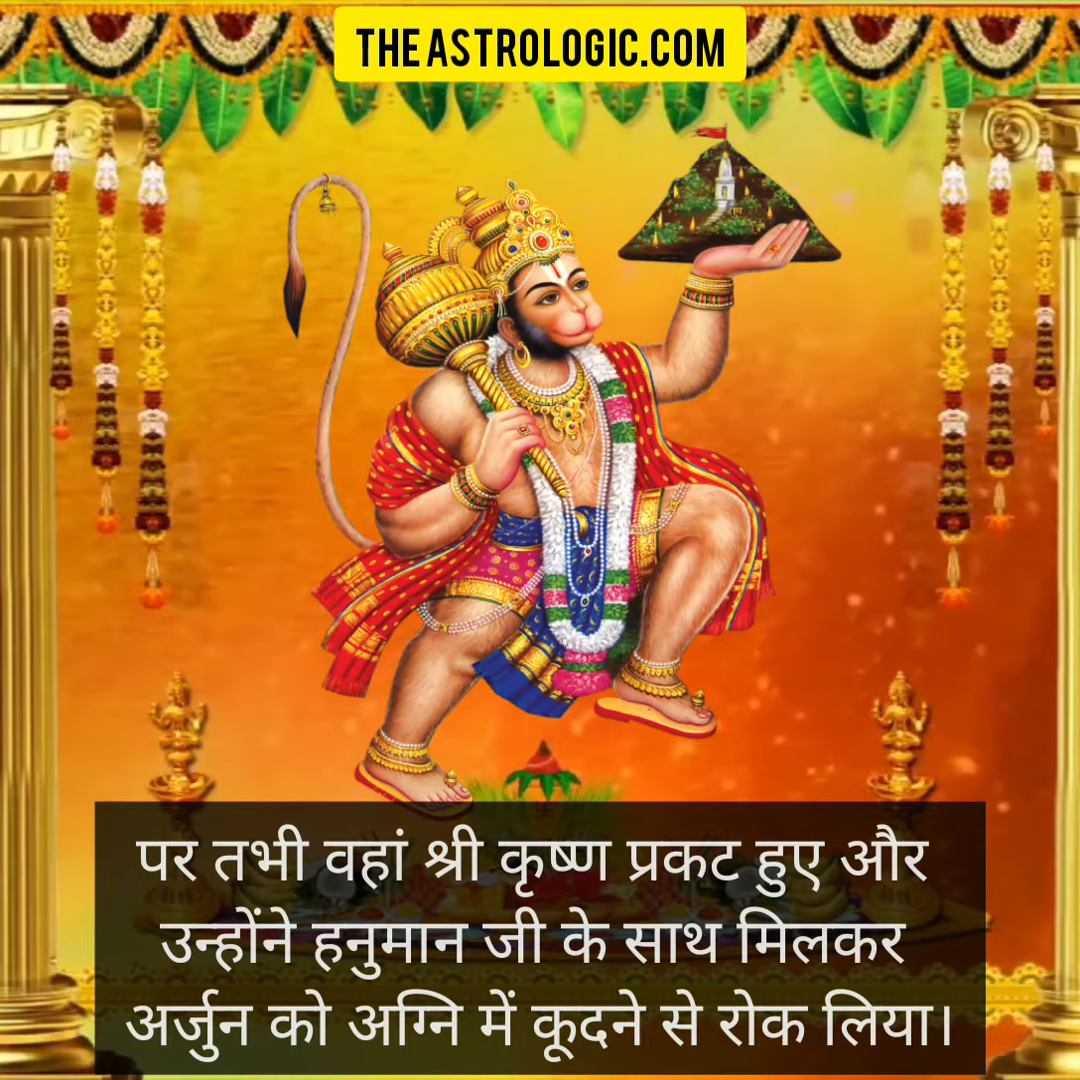 THE ASTROLOGIC.COM
राम
पर तभी वहां श्री कृष्ण प्रकट हुए और
उन्होंने हनुमान जी के साथ मिलकर
अर्जुन को अग्नि में कूदने से रोक लिया।